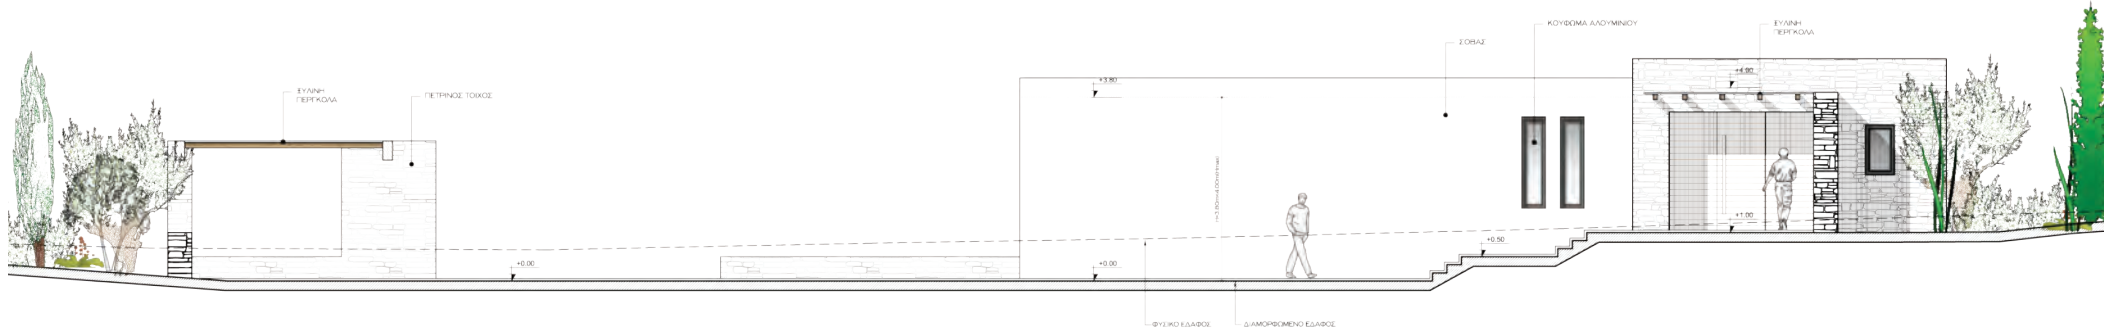 ΚΟΥΦΩΜΑ ΑΛΟΥΜΙΝΙΟΥ
ΞΥΛΙΝΗ
ΠΕΡΓΚΟΛΑ
ΣΟΒΑΣ
+4.00
+3.80
ΞΥΛΙΝΗ
ΠΕΡΓΚΟΛΑ
ΠΕΤΡΙΝΟΣ ΤΟΙΧΟΣ
+1.00
+0.50
+0.00
+0.00
ΦΥΣΙΚΟ ΕΔΑΦΟΣ
ΔΙΑΜΟΡΦΩΜΕΝΟ ΕΔΑΦΟΣ